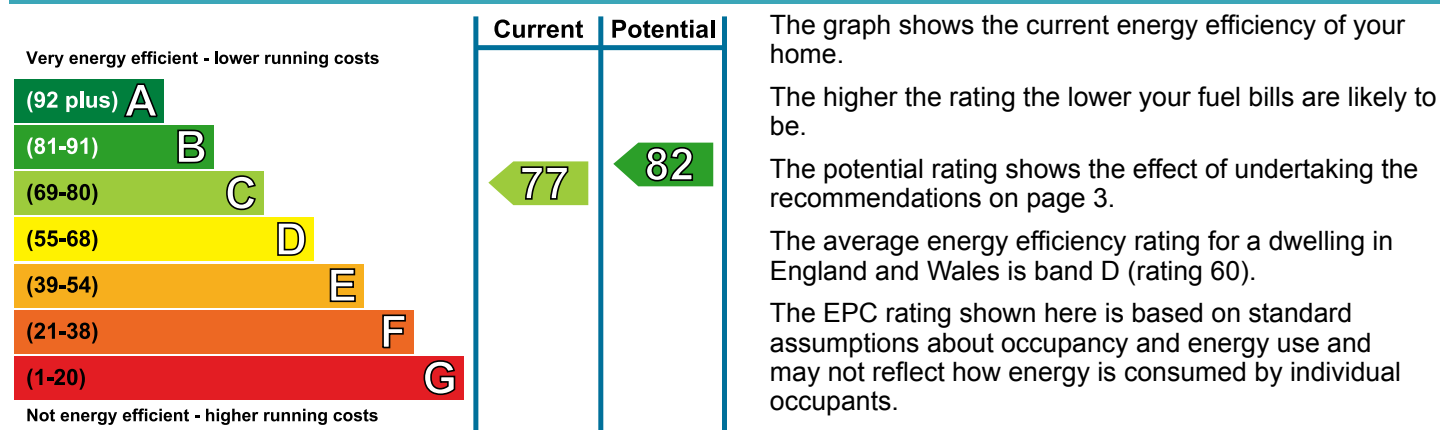 Current Potential
Very energy efficient - lower running costs
(92 plus) A
(81-91) B
(69-80) C
(55-68) D
(39-54) E
(21-38) F
(1-20) G
Not energy efficient - higher running costs
77
82
The graph shows the current energy efficiency of your
home.
The higher the rating the lower your fuel bills are likely to
be.
The potential rating shows the effect of undertaking the
recommendations on page 3.
The average energy efficiency rating for a dwelling in
England and Wales is band D (rating 60).
The EPC rating shown here is based on standard
assumptions about occupancy and energy use and
may not reflect how energy is consumed by individual
occupants.